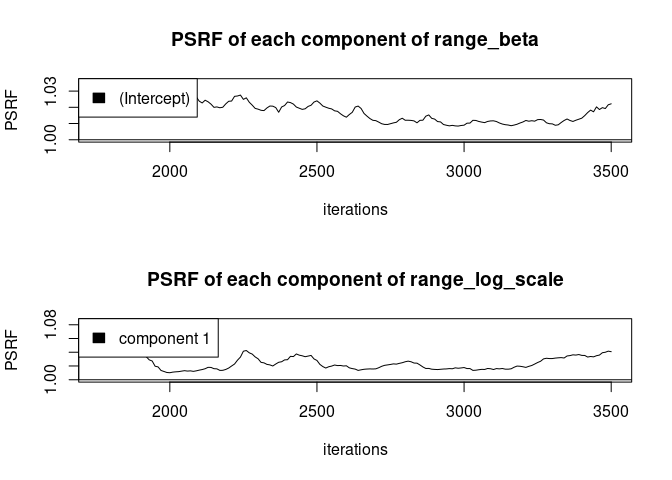 PSRF of each component of range_beta
PSRF
1.00 1.03
(Intercept)
2000 2500 3000 3500
iterations
PSRF of each component of range_log_scale
PSRF
1.00 1.08
component 1
2000 2500 3000 3500
iterations